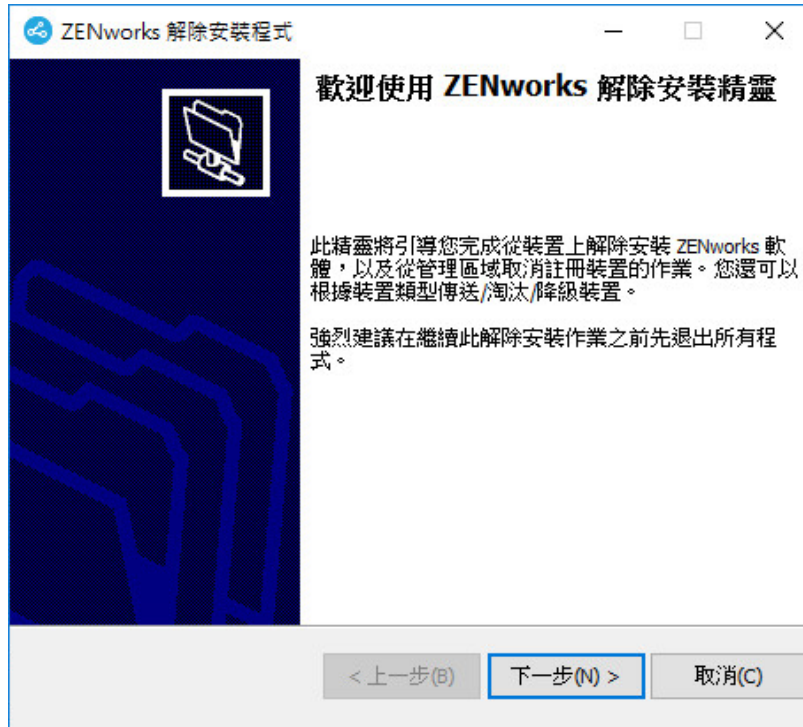 ZENworks 解除安裝程式
歡迎使用 ZENworks 解除安裝精靈
此精靈將引導您完成從裝置上解除安裝 ZENworks 軟
體，以及從管理區域取消註冊裝置的作業。您還可以
根據裝置類型傳送/淘汰/降級裝置。
強烈建議在繼續此解除安裝作業之前先退出所有程
式。
< 上一步(B)
下一步(N) >
取消(C)